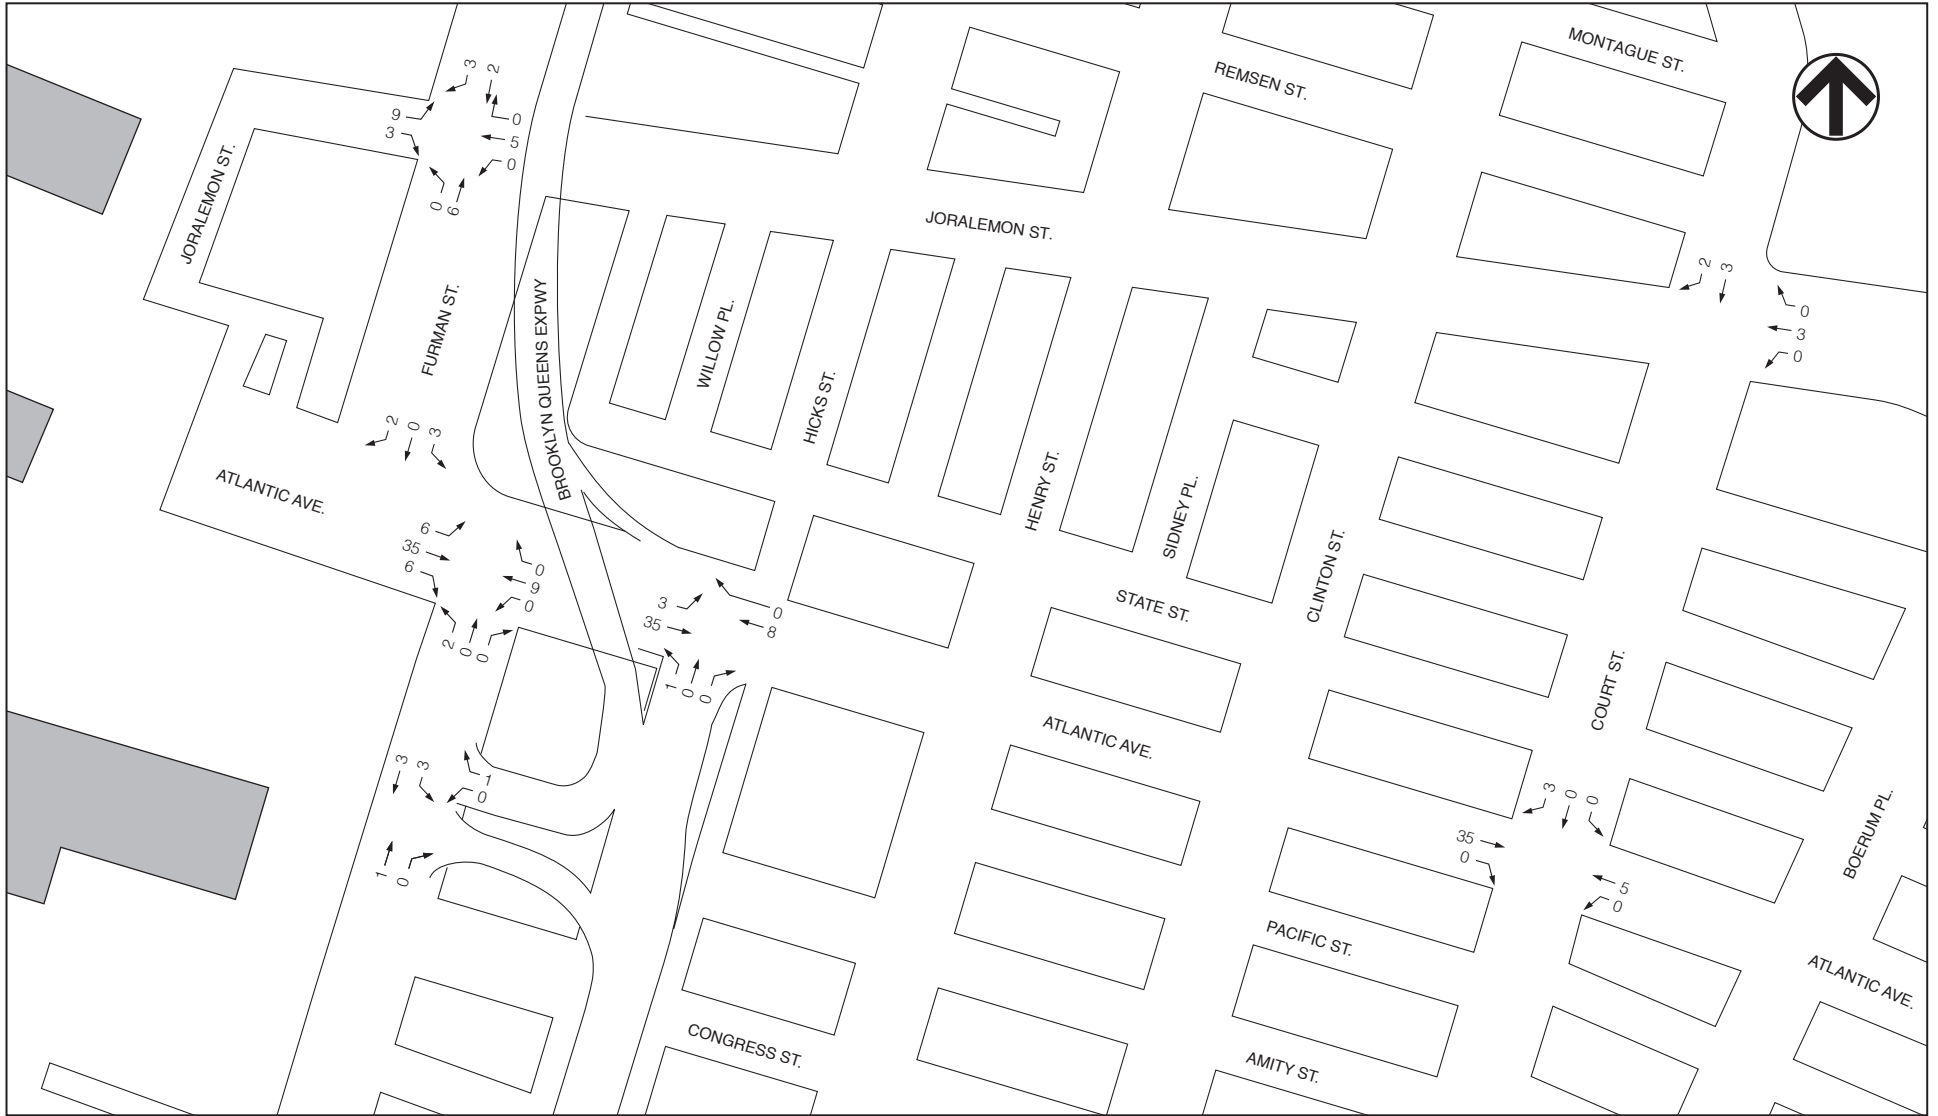 MONTAGUE ST.
REMSEN ST.
3
2
9
0
3
5
0
0
6
JORALEMON ST.
JORALEMON ST.
2
3
0
3
0
FURMAN ST.
BROOKLYN QUEENS EXPWY
WILLOW PL.
HICKS ST.
2
0
3
ATLANTIC AVE.
HENRY ST.
SIDNEY PL.
CLINTON ST.
6
35
6
0
9
0
2
0
0
3
35
0
8
1
0
0
STATE ST.
COURT ST.
ATLANTIC AVE.
3
3
1
0
1
0
3
0
0
35
0
5
0
BOERUM PL.
PACIFIC ST.
ATLANTIC AVE.
CONGRESS ST.
AMITY ST.